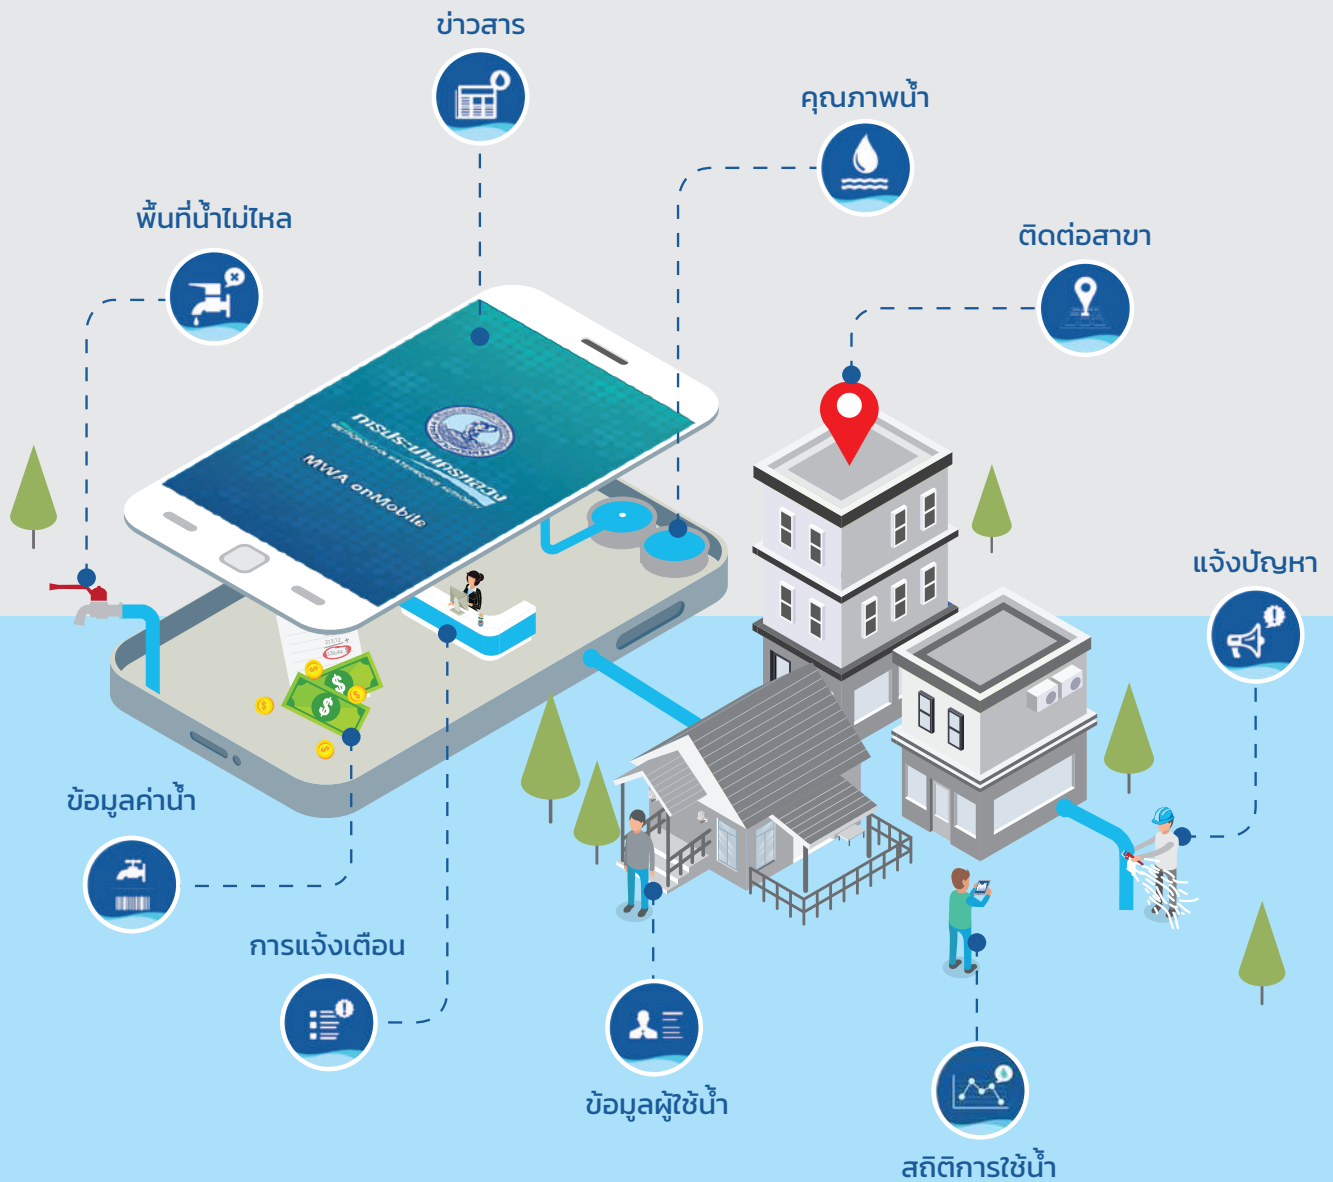 ข่าวสาร
คุณภาพน้ำ
พื้นที่น้ำไม่ไหล
ติดต่อสาขา
การประปานครหลวง
METROPOLITAN WATERWORKS AUTHORITY
MWA onMobile
แจ้งปัญหา
ข้อมูลค่าน้ำ
การแจ้งเตือน
ข้อมูลผู้ใช้น้ำ
สถิติการใช้น้ำ